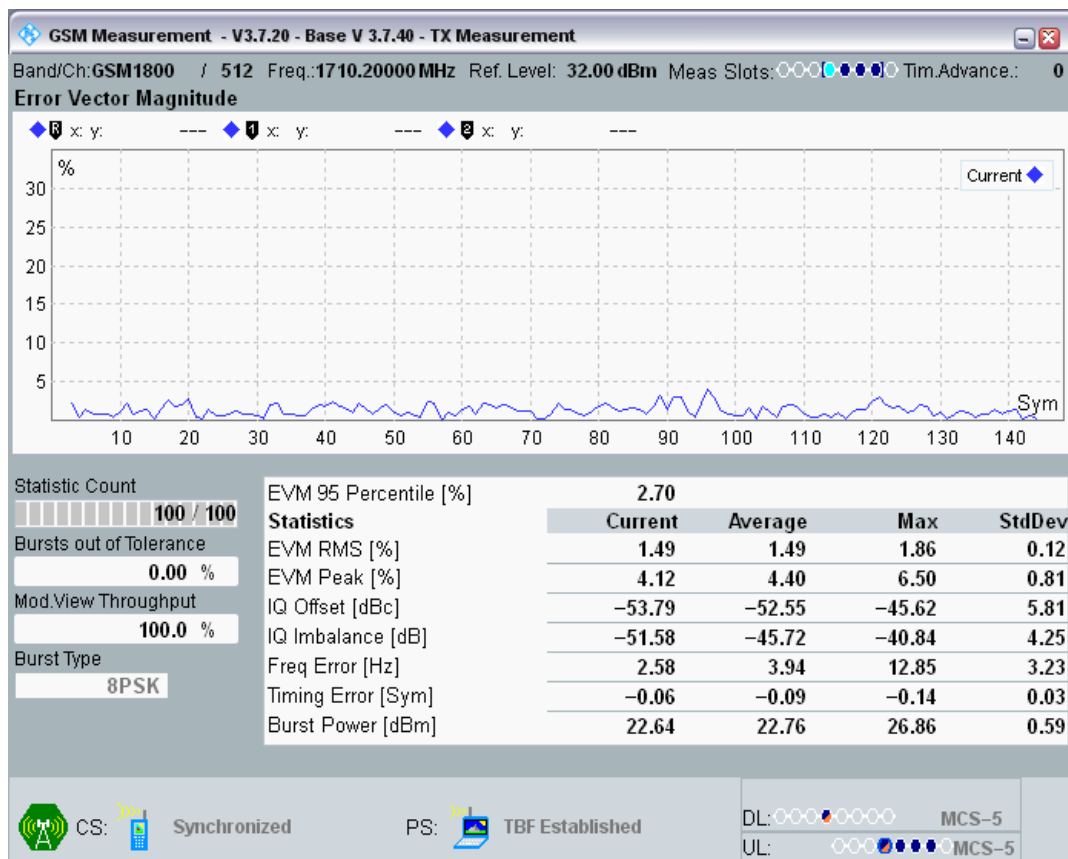 GSM Measurement - V3.7.20 - Base V 3.7.40 - TX Measurement
Band/Ch:GSM1800 / 512 Freq.:1710.20000 MHz Ref. Level: 32.00 dBm Meas Slots: Tim.Advance.: 0
Error Vector Magnitude
R x: y: --- 1 x: y: --- 2 x: y: ---
%
Current
30
25
20
15
10
5
Sym
10 20 30 40 50 60 70 80 90 100 110 120 130 140
Statistic Count
100 / 100
Bursts out of Tolerance
0.00 %
Mod.View Throughput
100.0 %
Burst Type
8PSK
EVM 95 Percentile [%] 2.70
Statistics Current Average Max StdDev
EVM RMS [%] 1.49 1.49 1.86 0.12
EVM Peak [%] 4.12 4.40 6.50 0.81
IQ Offset [dBc] −53.79 −52.55 −45.62 5.81
IQ Imbalance [dB] −51.58 −45.72 −40.84 4.25
Freq Error [Hz] 2.58 3.94 12.85 3.23
Timing Error [Sym] −0.06 −0.09 −0.14 0.03
Burst Power [dBm] 22.64 22.76 26.86 0.59
CS: Synchronized PS: TBF Established
DL: MCS−5
UL: MCS−5